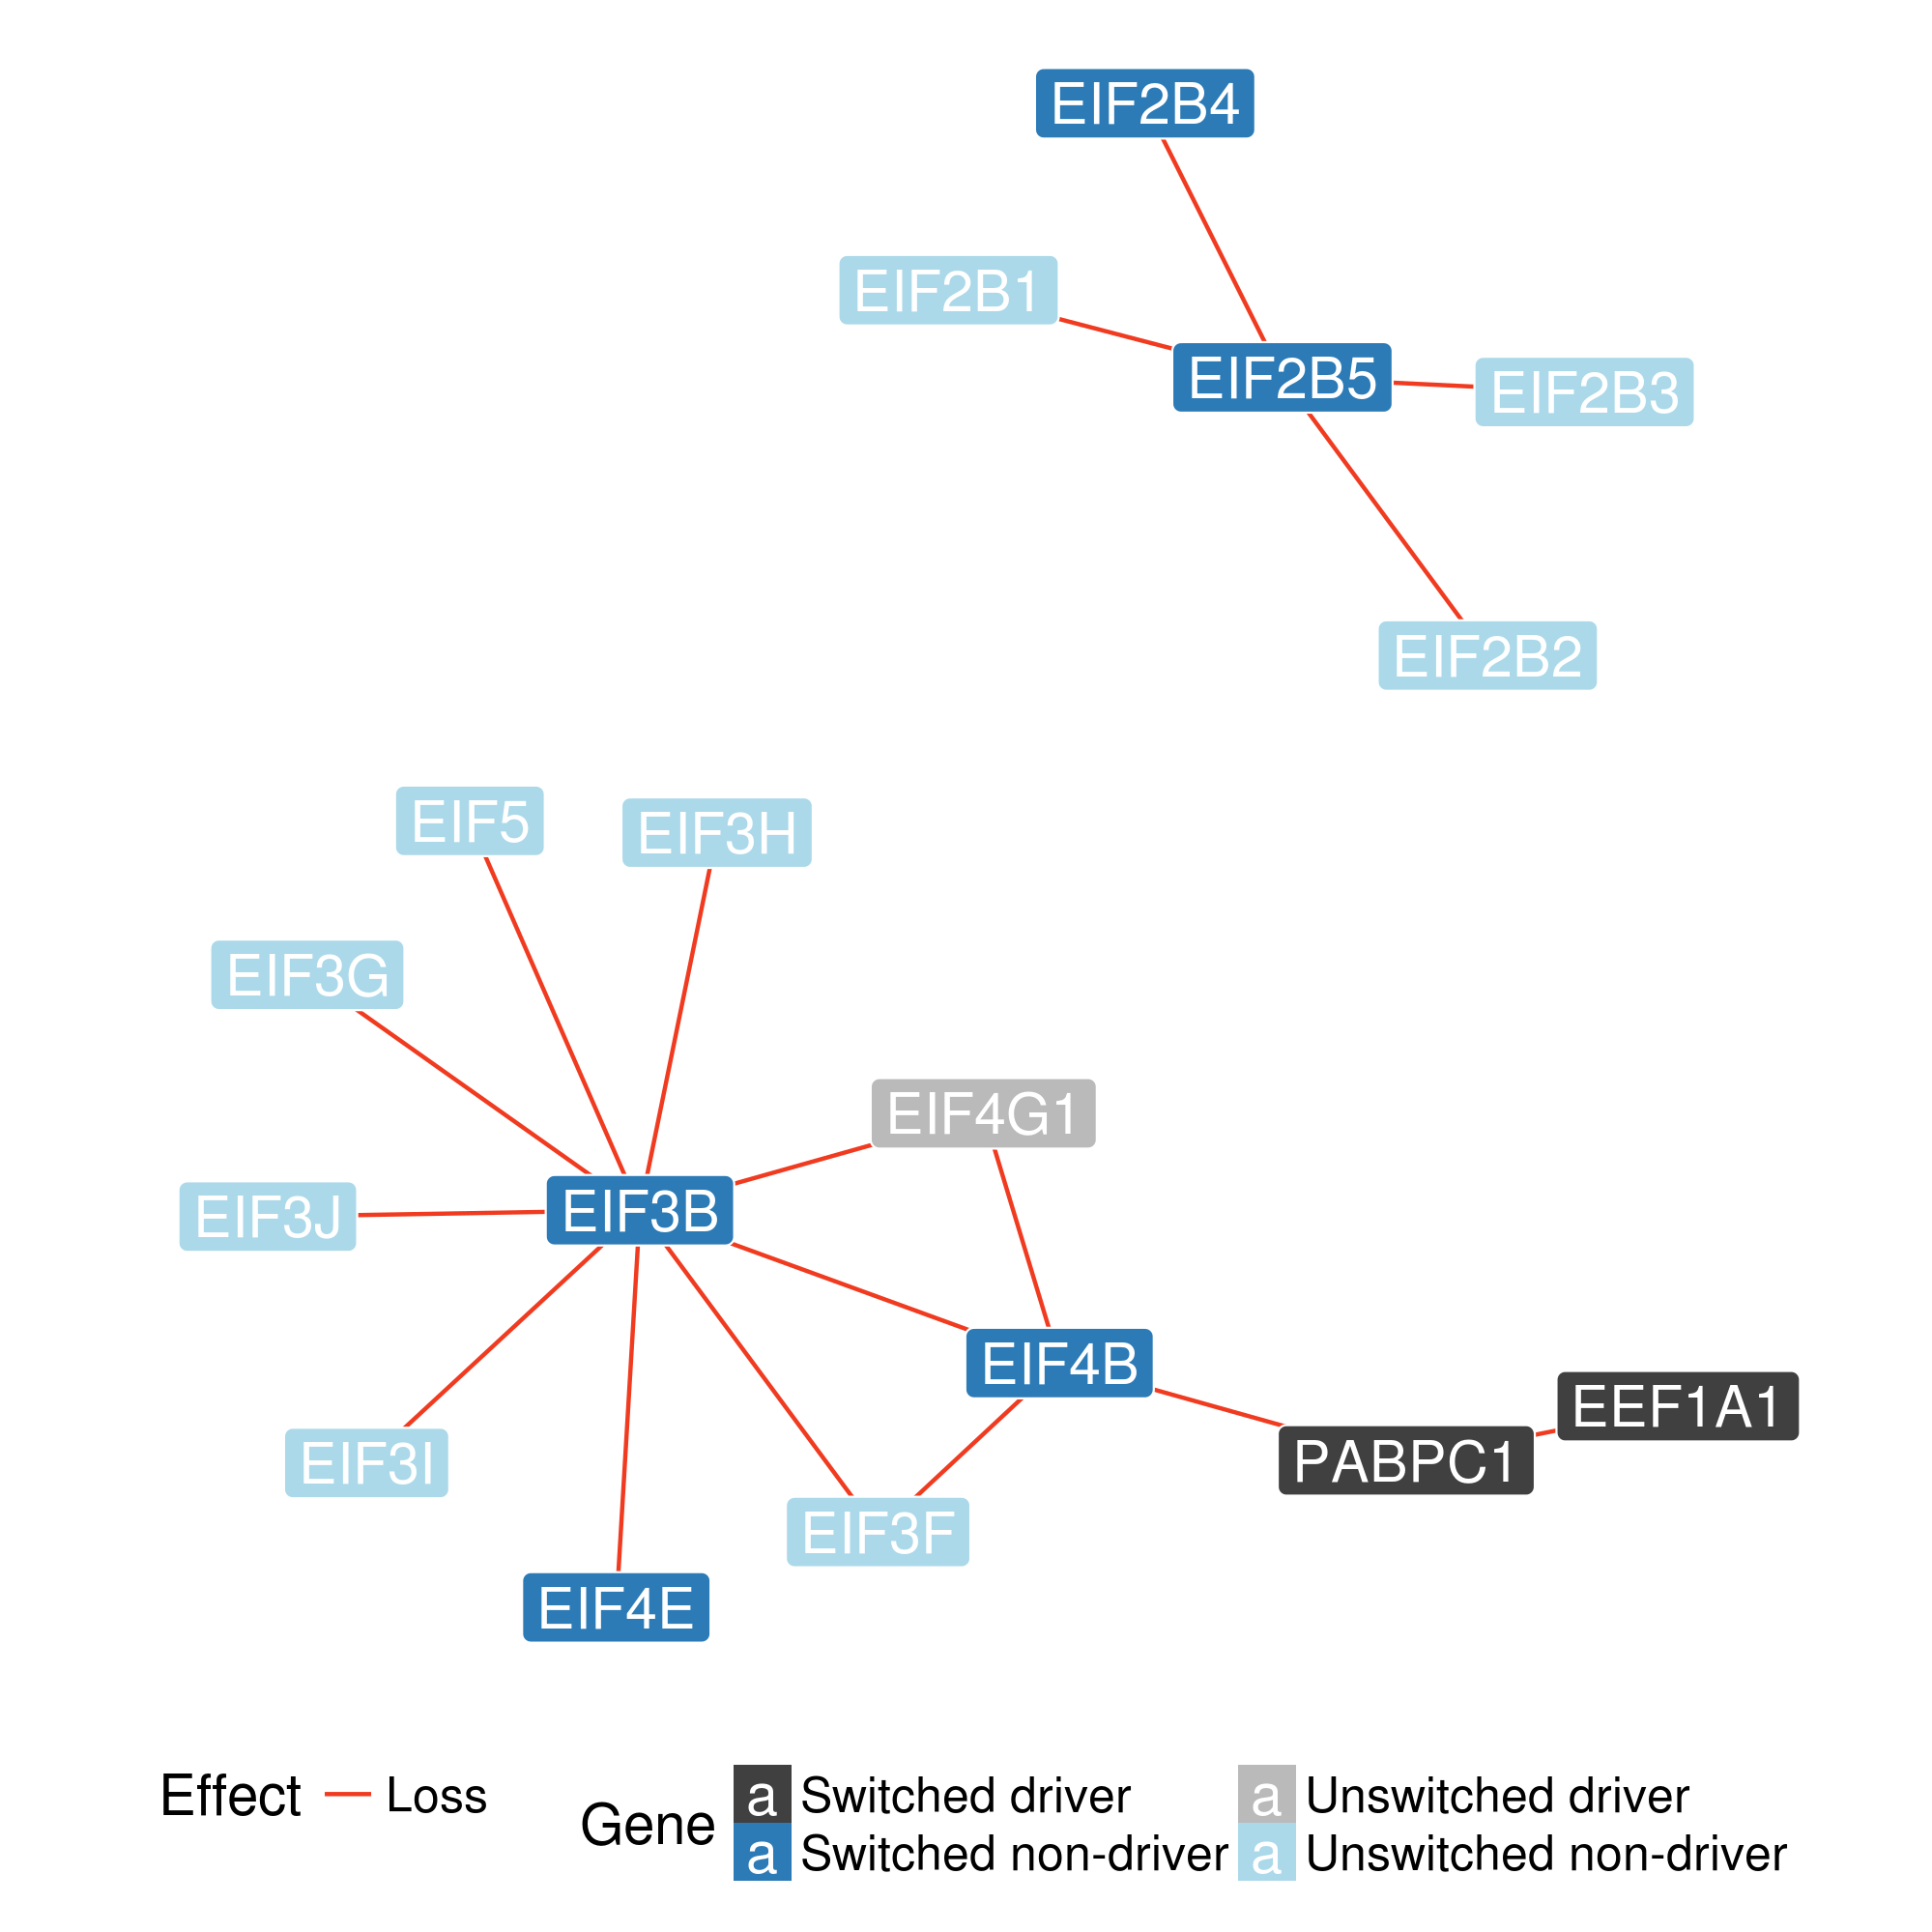 EIF2B4
EIF2B1
EIF2B5
EIF2B3
EIF2B2
EIF5
EIF3H
EIF3G
EIF4G1
EIF3J
EIF3B
EIF4B
EEF1A1
PABPC1
EIF3I
EIF3F
EIF4E
Effect Loss
Gene
a Switched driver
a Unswitched driver
a Switched non-driver
a Unswitched non-driver